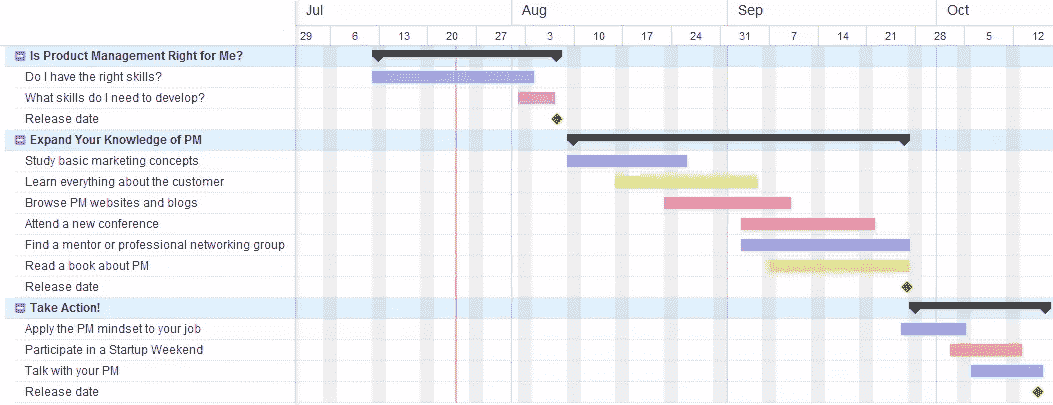 Jul Aug Sep Oct
29 6 13 20 27 3 10 17 24 31 7 14 21 28 5 12
Is Product Management Right for Me?
Do I have the right skills?
What skills do I need to develop?
Release date
Expand Your Knowledge of PM
Study basic marketing concepts
Learn everything about the customer
Browse PM websites and blogs
Attend a new conference
Find a mentor or professional networking group
Read a book about PM
Release date
Take Action!
Apply the PM mindset to your job
Participate in a Startup Weekend
Talk with your PM
Release date